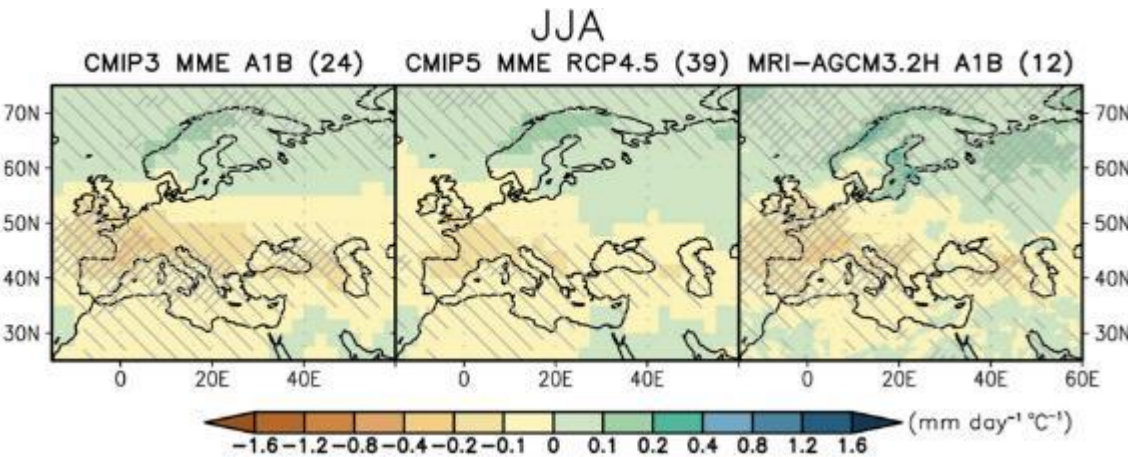 JJA
CMIP3 MME A1B (24) CMIP5 MME RCP4.5 (39) MRI-AGCM3.2H A1B (12)
70N 70N
60N 60N
50N 50N
40N 40N
30N 30N
0 20E 40E 0 20E 40E 0 20E 40E 60E
-1.6 -1.2 -0.8 -0.4 -0.2 -0.1 0 0.1 0.2 0.4 0.8 1.2 1.6 (mm day⁻¹ °C⁻¹)